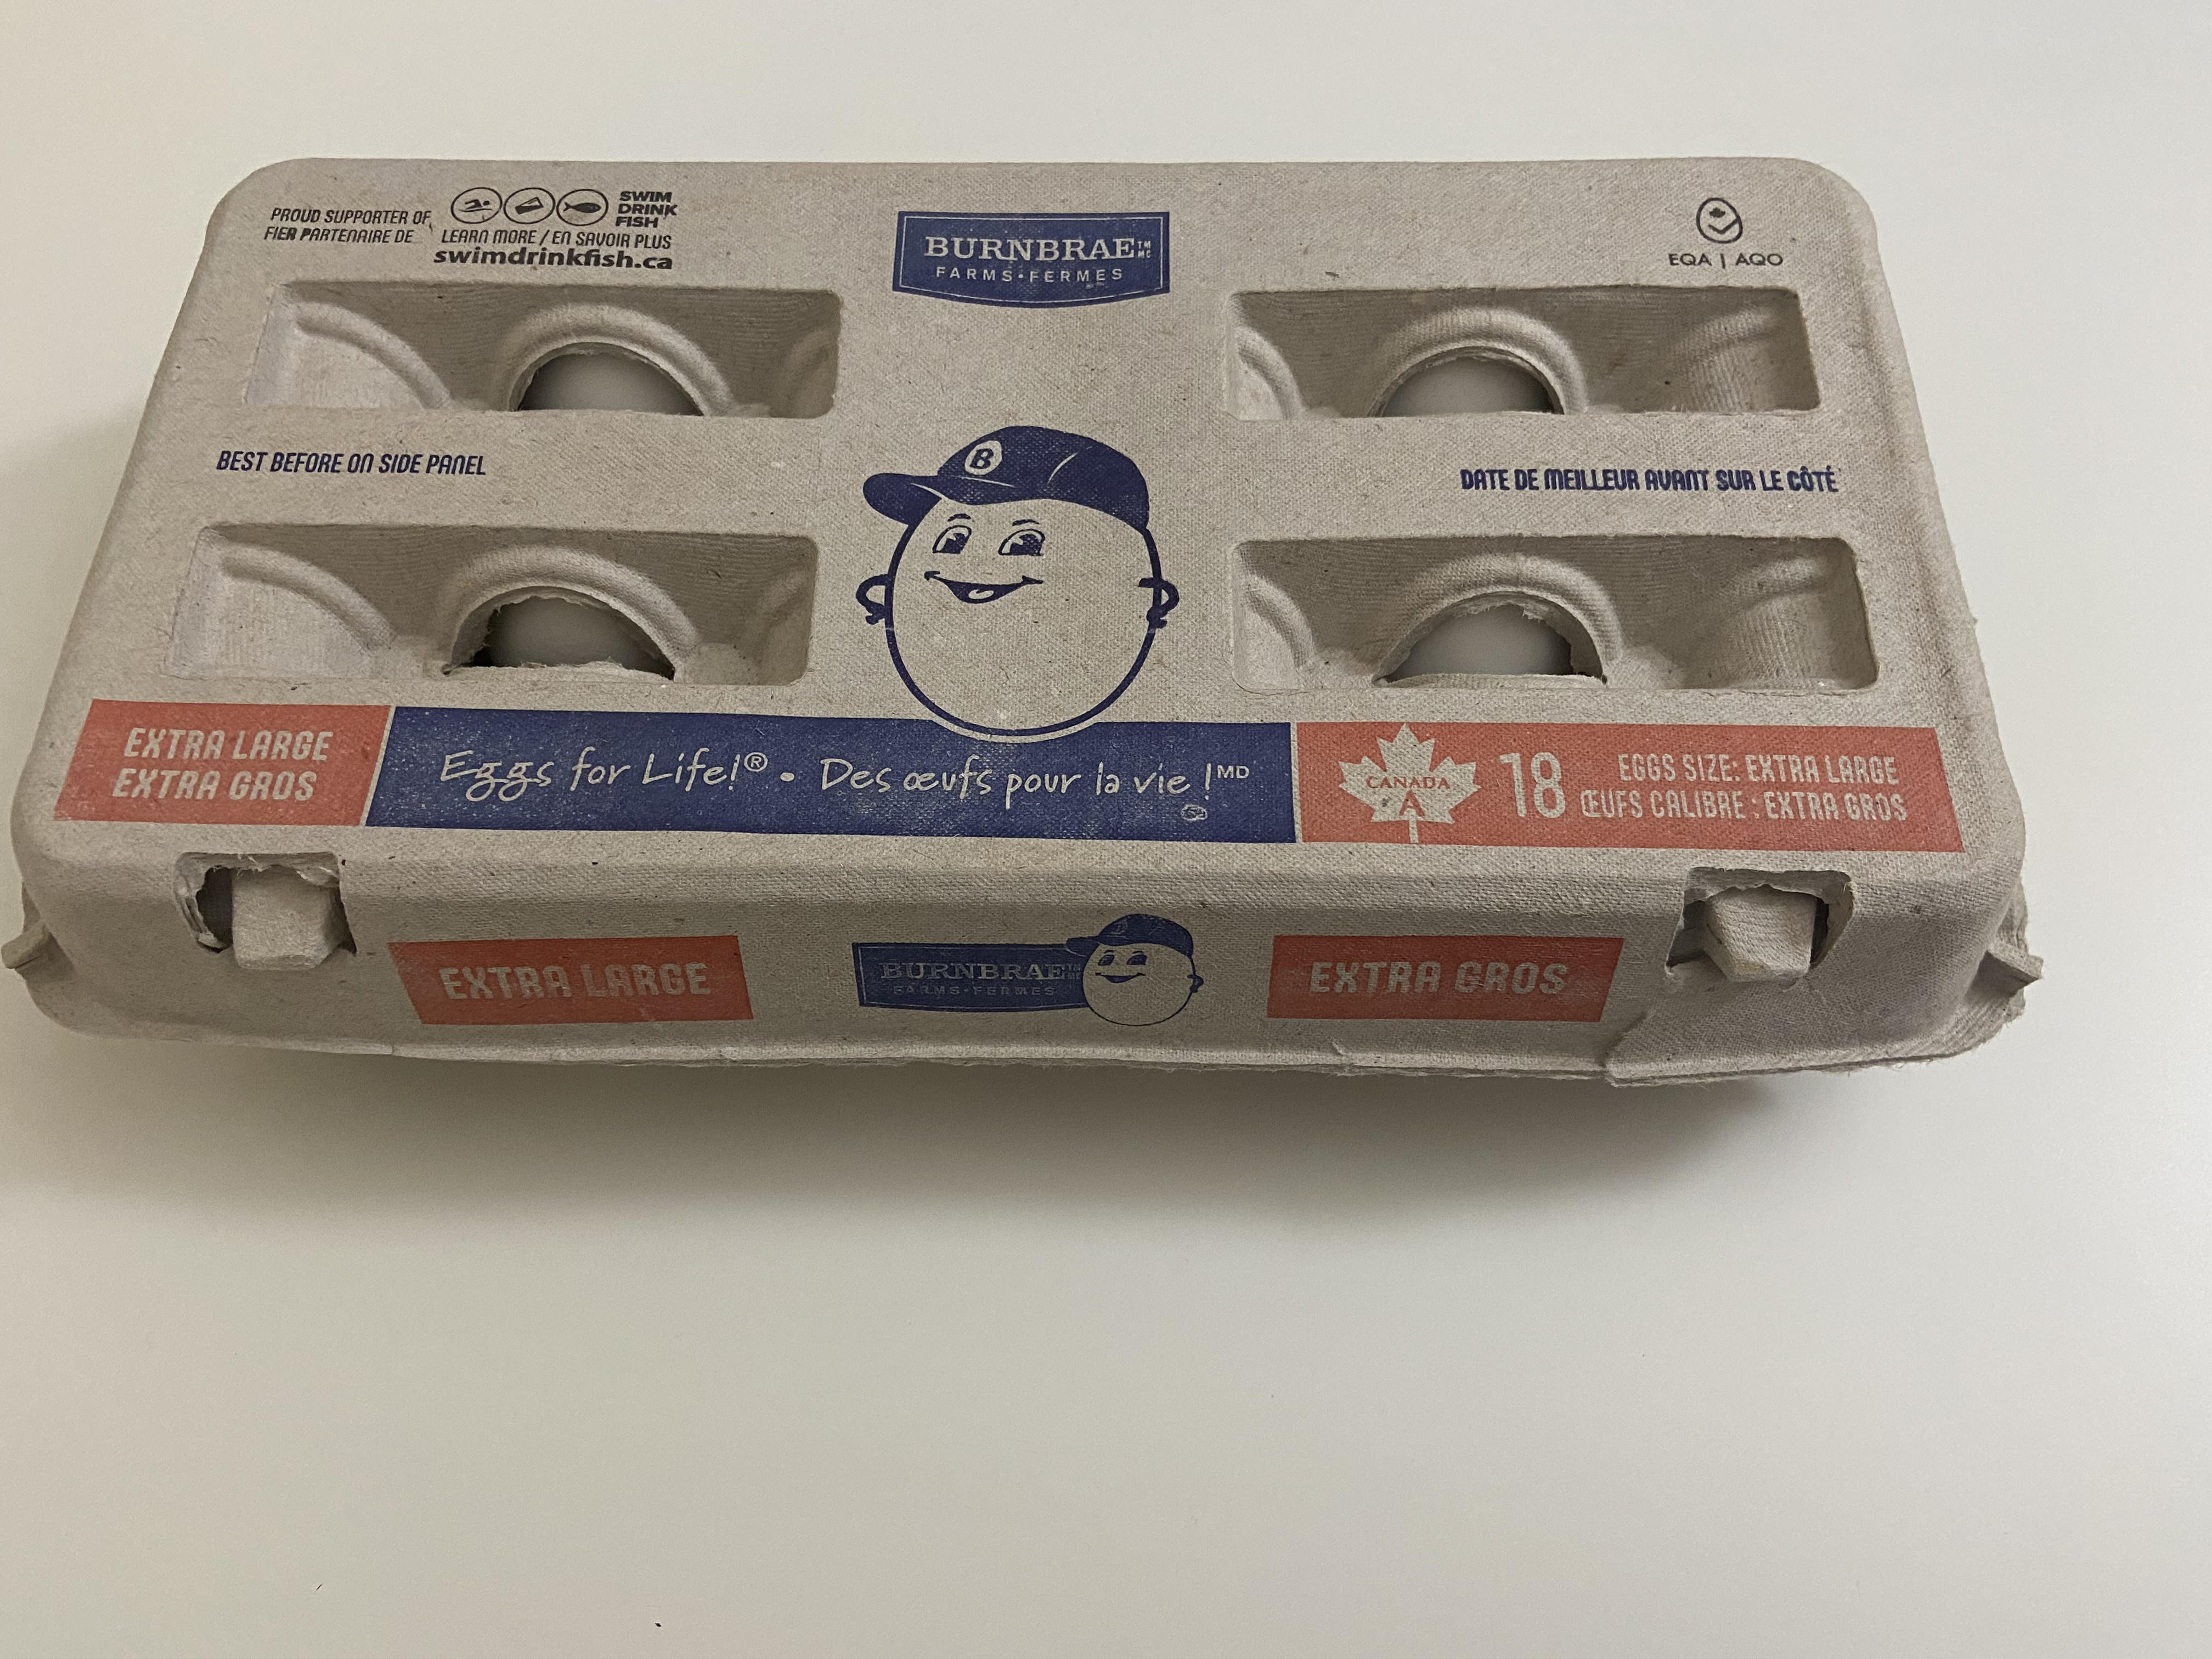 PROUD SUPPORTER OF
FIER PARTENAIRE DE
SWIM
DRINK
FISH
LEARN MORE / EN SAVOIR PLUS
swimdrinkfish.ca
BURNBRAE TM MC
FARMS•FERMES
EQA | AQO
BEST BEFORE ON SIDE PANEL
B
DATE DE MEILLEUR AVANT SUR LE CÔTÉ
EXTRA LARGE
EXTRA GROS
Eggs for Life!® • Des œufs pour la vie !MD
CANADA
A
18
EGGS SIZE: EXTRA LARGE
ŒUFS CALIBRE : EXTRA GROS
EXTRA LARGE
BURNBRAE
FARMS•FERMES
EXTRA GROS